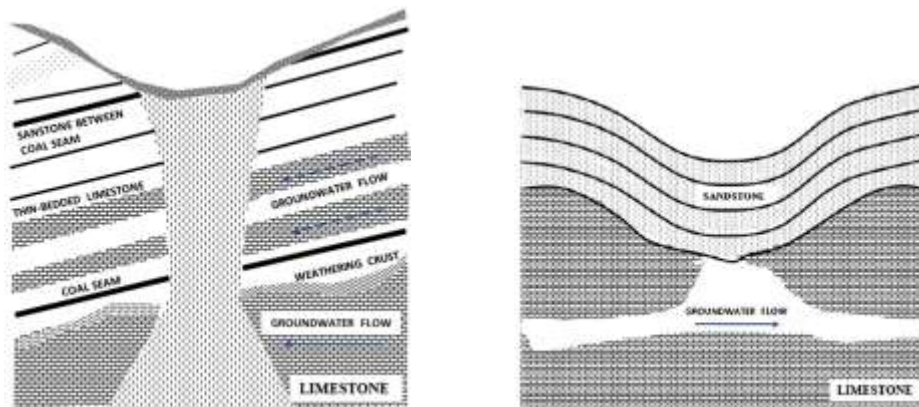 SANSTONE BETWEEN
COAL SEAM
THIN-BEDDED LIMESTONE
GROUNDWATER FLOW
COAL SEAM
WEATHERING CRUST
GROUNDWATER FLOW
LIMESTONE
SANDSTONE
GROUNDWATER FLOW
LIMESTONE